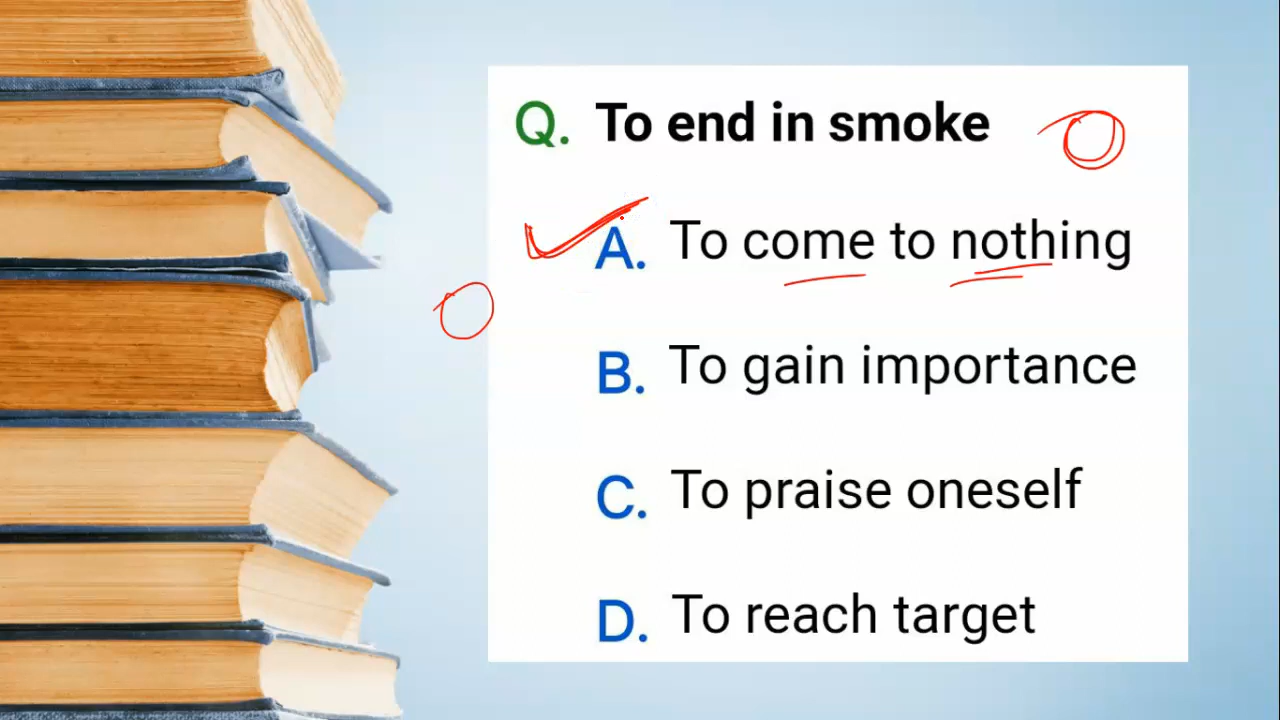 Q. To end in smoke
A. To come to nothing
B. To gain importance
C. To praise oneself
D. To reach target